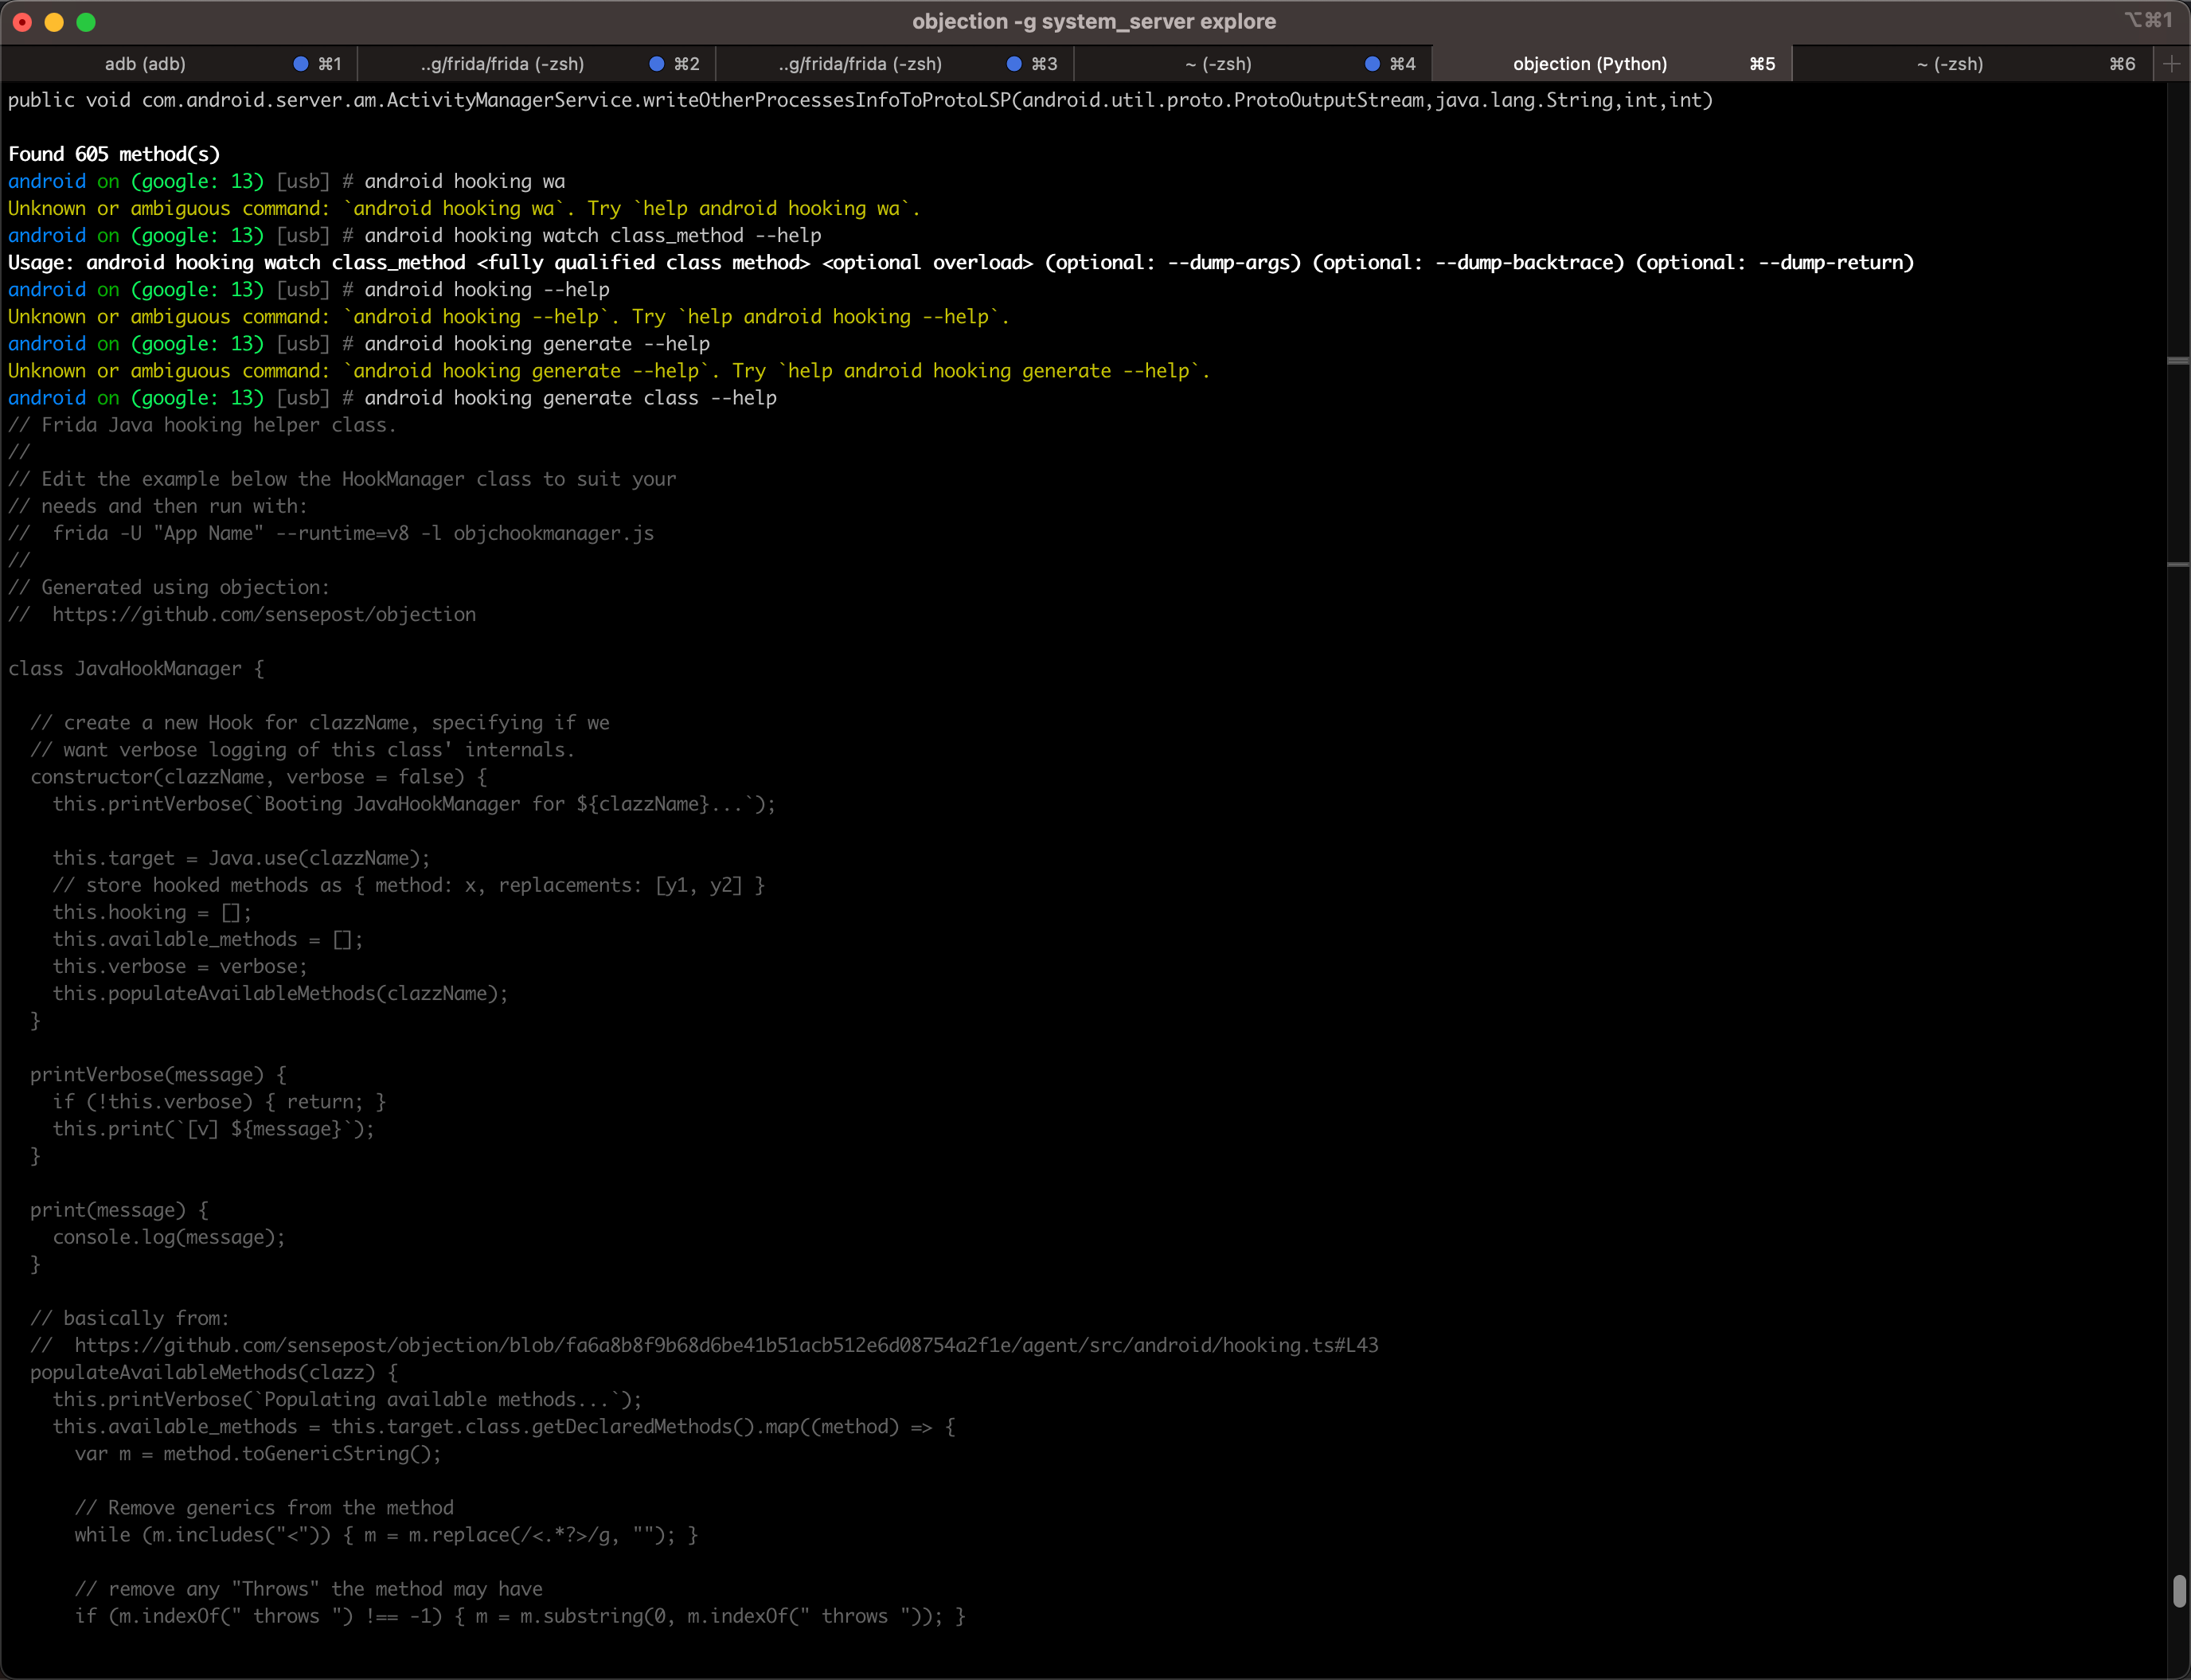 objection -g system_server explore
⌥⌘1
adb (adb) ⌘1
..g/frida/frida (-zsh) ⌘2
..g/frida/frida (-zsh) ⌘3
~ (-zsh) ⌘4
objection (Python) ⌘5
~ (-zsh) ⌘6
public void com.android.server.am.ActivityManagerService.writeOtherProcessesInfoToProtoLSP(android.util.proto.ProtoOutputStream,java.lang.String,int,int)

Found 605 method(s)
android on (google: 13) [usb] # android hooking wa
Unknown or ambiguous command: `android hooking wa`. Try `help android hooking wa`.
android on (google: 13) [usb] # android hooking watch class_method --help
Usage: android hooking watch class_method <fully qualified class method> <optional overload> (optional: --dump-args) (optional: --dump-backtrace) (optional: --dump-return)
android on (google: 13) [usb] # android hooking --help
Unknown or ambiguous command: `android hooking --help`. Try `help android hooking --help`.
android on (google: 13) [usb] # android hooking generate --help
Unknown or ambiguous command: `android hooking generate --help`. Try `help android hooking generate --help`.
android on (google: 13) [usb] # android hooking generate class --help
// Frida Java hooking helper class.
//
// Edit the example below the HookManager class to suit your
// needs and then run with:
//  frida -U "App Name" --runtime=v8 -l objchookmanager.js
//
// Generated using objection:
//  https://github.com/sensepost/objection

class JavaHookManager {

  // create a new Hook for clazzName, specifying if we
  // want verbose logging of this class' internals.
  constructor(clazzName, verbose = false) {
    this.printVerbose(`Booting JavaHookManager for ${clazzName}...`);

    this.target = Java.use(clazzName);
    // store hooked methods as { method: x, replacements: [y1, y2] }
    this.hooking = [];
    this.available_methods = [];
    this.verbose = verbose;
    this.populateAvailableMethods(clazzName);
  }

  printVerbose(message) {
    if (!this.verbose) { return; }
    this.print(`[v] ${message}`);
  }

  print(message) {
    console.log(message);
  }

  // basically from:
  //  https://github.com/sensepost/objection/blob/fa6a8b8f9b68d6be41b51acb512e6d08754a2f1e/agent/src/android/hooking.ts#L43
  populateAvailableMethods(clazz) {
    this.printVerbose(`Populating available methods...`);
    this.available_methods = this.target.class.getDeclaredMethods().map((method) => {
      var m = method.toGenericString();

      // Remove generics from the method
      while (m.includes("<")) { m = m.replace(/<.*?>/g, ""); }

      // remove any "Throws" the method may have
      if (m.indexOf(" throws ") !== -1) { m = m.substring(0, m.indexOf(" throws ")); }